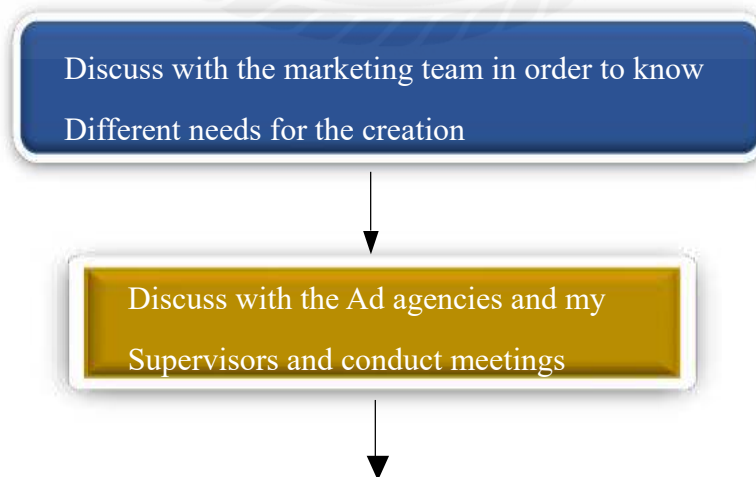 Discuss with the marketing team in order to know
Different needs for the creation
Discuss with the Ad agencies and my
Supervisors and conduct meetings